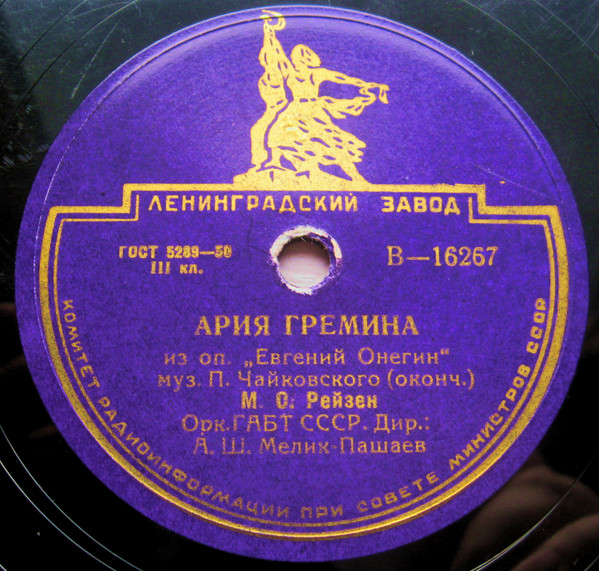 ЛЕНИНГРАДСКИЙ ЗАВОД
ГОСТ 5289—50
III кл.
В—16267
АРИЯ ГРЕМИНА
из оп. „Евгений Онегин“
муз. П. Чайковского (оконч.)
М. О. Рейзен
Орк. ГАБТ СССР. Дир.:
А. Ш. Мелик-Пашаев
КОМИТЕТ РАДИОИНФОРМАЦИИ ПРИ СОВЕТЕ МИНИСТРОВ СССР